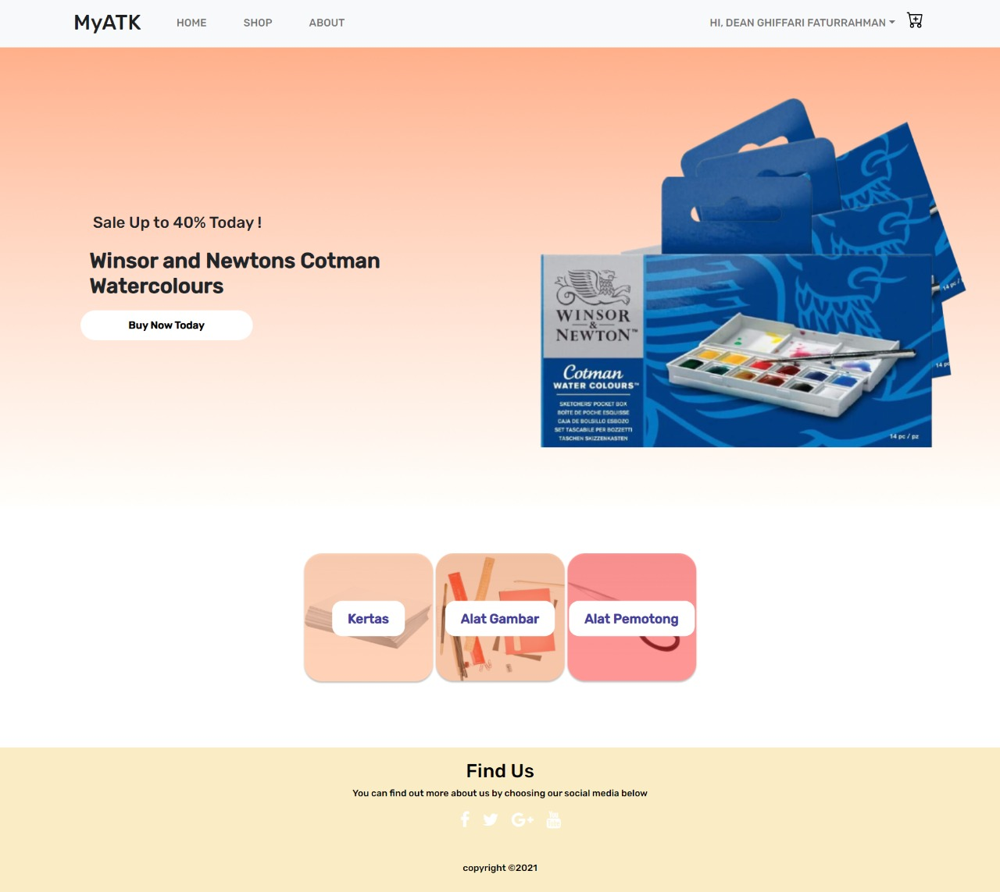 MyATK
HOME
SHOP
ABOUT
HI, DEAN GHIFFARI FATURRAHMAN
Sale Up to 40% Today !
Winsor and Newtons Cotman
Watercolours
Buy Now Today
WINSOR
&
NEWTON™
Cotman
WATER COLOURS™
SKETCHERS' POCKET BOX
BOÎTE DE POCHE ESQUISSE
CAJA DE BOLSILLO ESBOZO
SET TASCABILE PER BOZZETTI
TASCHEN SKIZZENKASTEN
14 pc / pz
14 pc /
14 pc
Kertas
Alat Gambar
Alat Pemotong
Find Us
You can find out more about us by choosing our social media below
G+
You
Tube
copyright ©2021